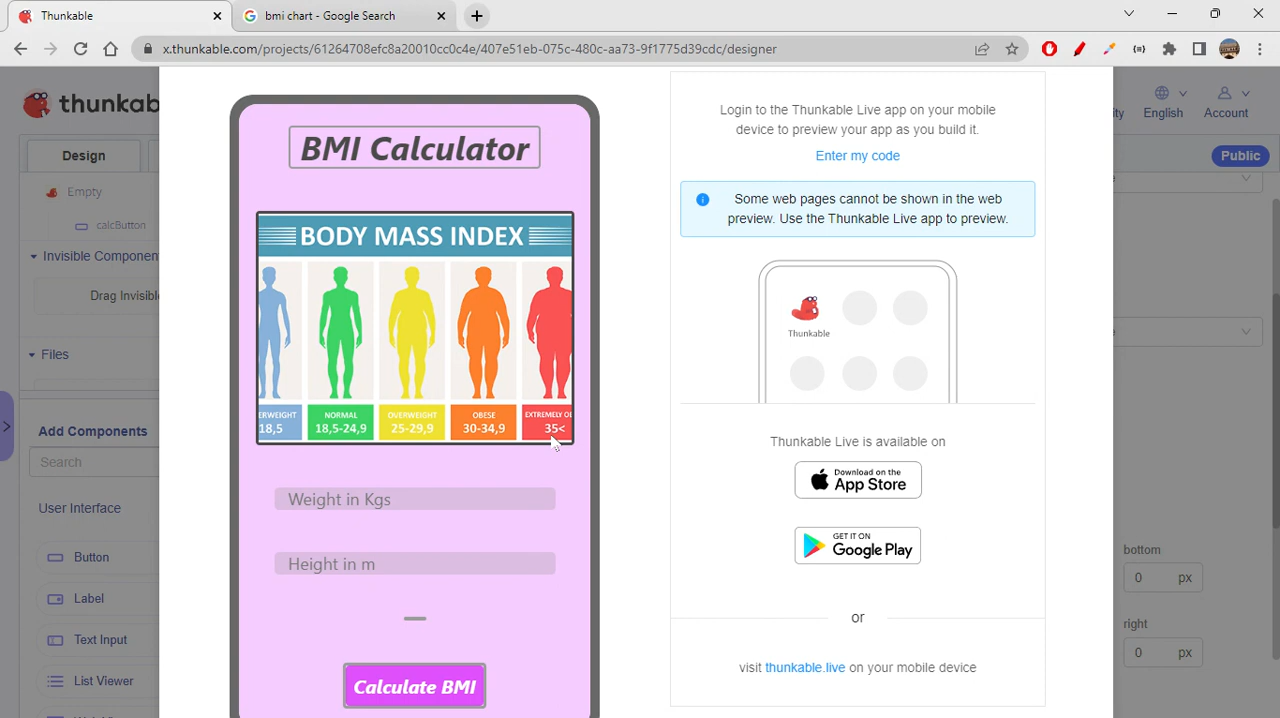 Thunkable
bmi chart - Google Search
x.thunkable.com/projects/61264708efc8a20010cc0c4e/407e51eb-075c-480c-aa73-9f1775d39cdc/designer
thunkab
ity
English
Account
Design
Public
Empty
calcButton
Invisible Componen
Drag Invisibl
Files
Add Components
Search
User Interface
Button
Label
Text Input
List Viewer
BMI Calculator
BODY MASS INDEX
ERWEIGHT
18,5
NORMAL
18,5-24,9
OVERWEIGHT
25-29,9
OBESE
30-34,9
EXTREMELY O
35<
Weight in Kgs
Height in m
Calculate BMI
Login to the Thunkable Live app on your mobile
device to preview your app as you build it.
Enter my code
Some web pages cannot be shown in the web
preview. Use the Thunkable Live app to preview.
Thunkable
Thunkable Live is available on
Download on the
App Store
GET IT ON
Google Play
or
visit thunkable.live on your mobile device
bottom
0 px
right
0 px